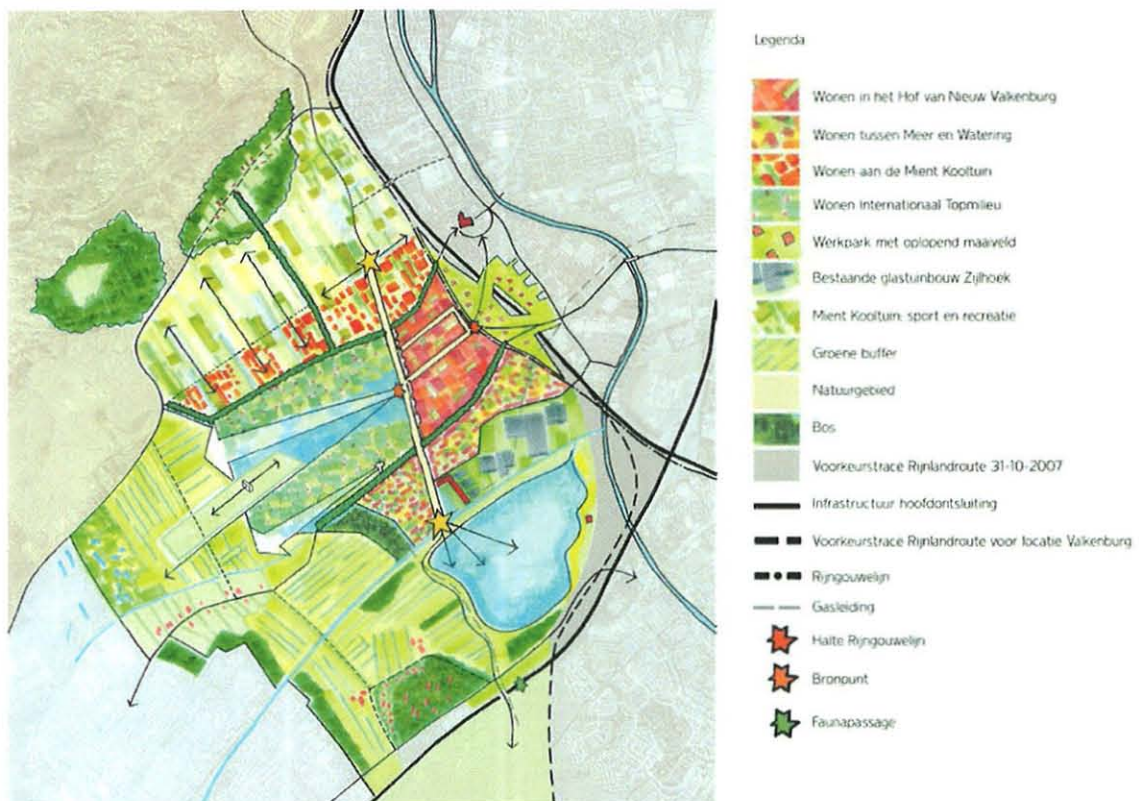 Legenda
Wonen in het Hof van Nieuw Valkenburg
Wonen tussen Meer en Watering
Wonen aan de Mient Kooltuin
Wonen Internationaal Topmilieu
Werkpark met oplopend maaiveld
Bestaande glastuinbouw Zijlhoek
Mient Kooltuin: sport en recreatie
Groene buffer
Natuurgebied
Bos
Voorkeurstrace Rijnlandroute 31-10-2007
Infrastructuur hoofdontsluiting
Voorkeurstrace Rijnlandroute voor locatie Valkenburg
Rijngouwelijn
Gasleiding
Halte Rijngouwelijn
Bronpunt
Faunapassage